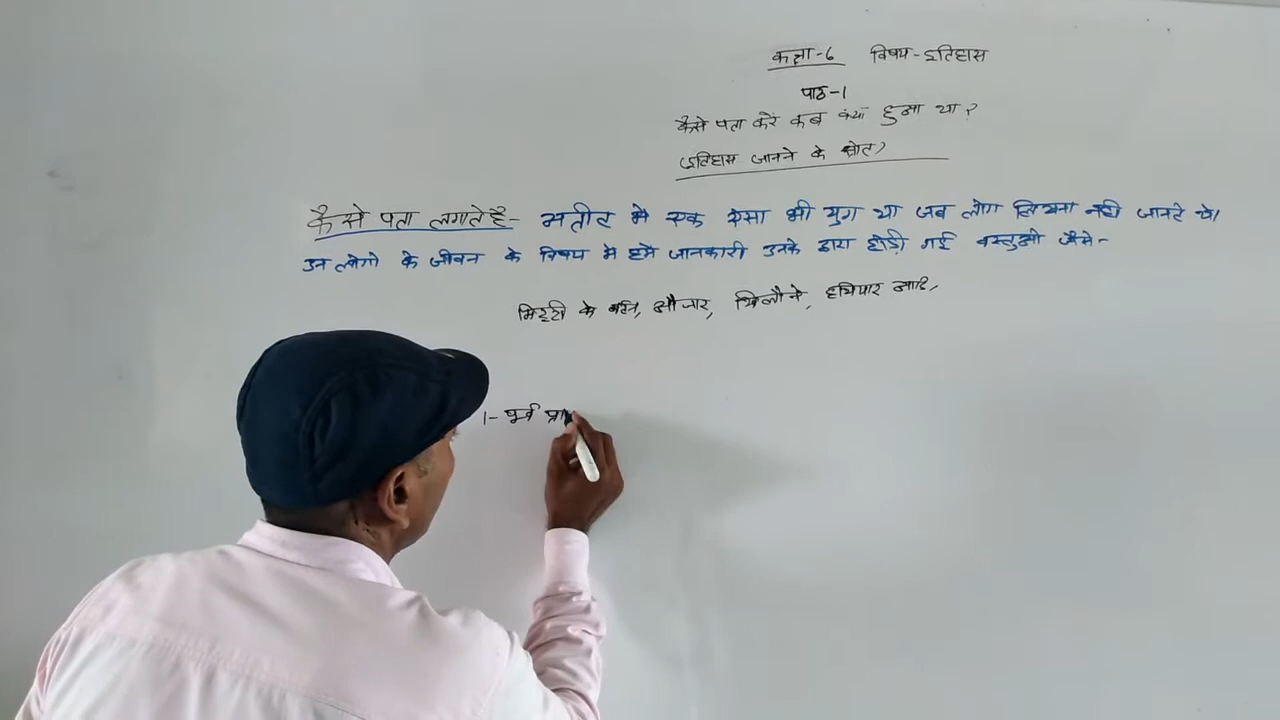 कक्षा-6 विषय-इतिहास
पाठ-1
कैसे पता करें कब क्या हुआ था?
(इतिहास जानने के स्रोत)
कैसे पता लगाते है- अतीत मे एक ऐसा भी युग था जब लोग लिखना नही जानते थे।
उन लोगो के जीवन के विषय मे हमे जानकारी उनके द्वारा छोड़ी गई वस्तुओ जैसे-
मिट्टी के बर्तन, औजार, खिलौने, हथियार आदि,
1- पूर्व प्रा